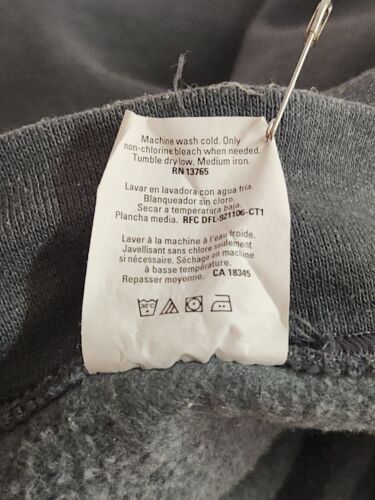 Machine wash cold. Only
non-chlorine bleach when needed.
Tumble dry low. Medium iron.
RN 13765
Lavar en lavadora con agua fria.
Blanqueador sin cloro.
Secar a temperatura baja.
Plancha media. RFC DFL-921106-CT1
Laver à la machine à l'eau froide.
Javellisant sans chlore seulement
si nécessaire. Séchage en machine
à basse température.
Repasser moyenne. CA 18345